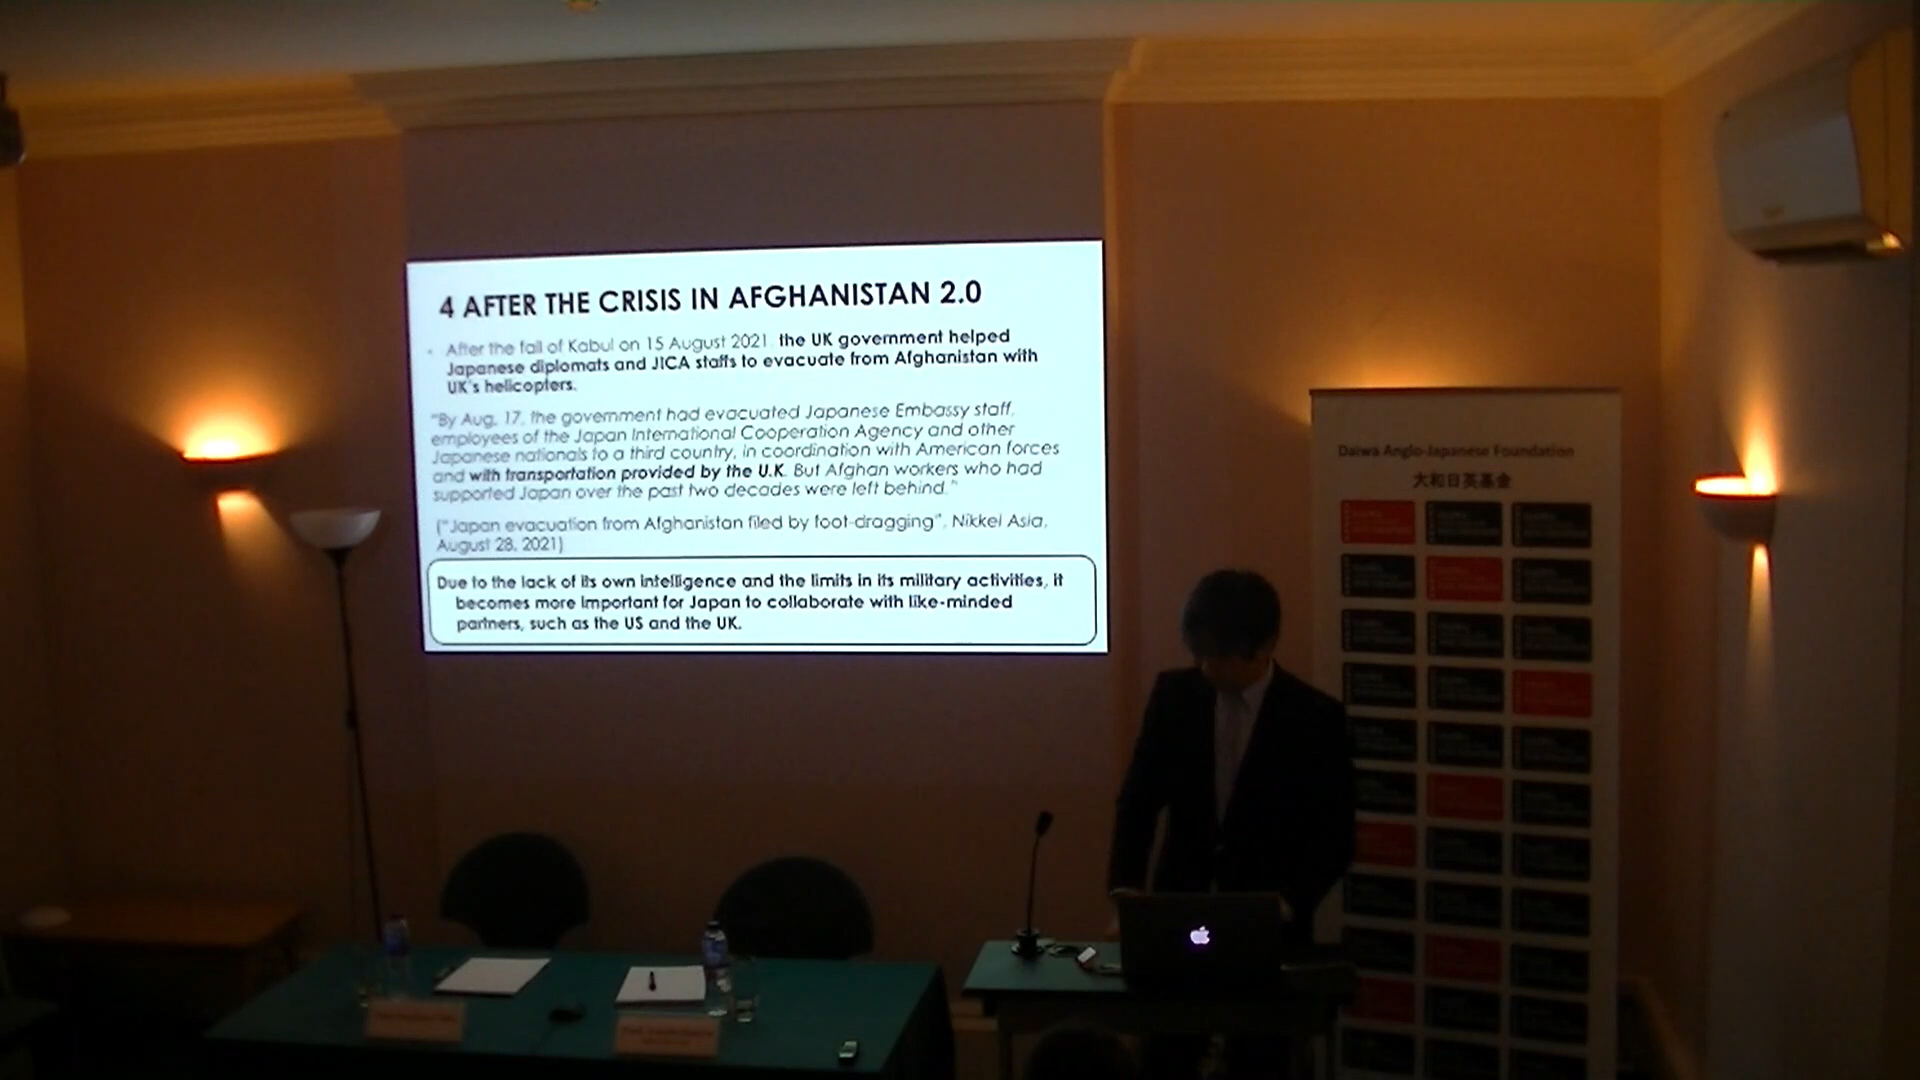 4 AFTER THE CRISIS IN AFGHANISTAN 2.0
After the fall of Kabul on 15 August 2021, the UK government helped
Japanese diplomats and JICA staffs to evacuate from Afghanistan with
UK's helicopters.
"By Aug. 17, the government had evacuated Japanese Embassy staff,
employees of the Japan International Cooperation Agency and other
Japanese nationals to a third country, in coordination with American forces
and with transportation provided by the U.K. But Afghan workers who had
supported Japan over the past two decades were left behind."
("Japan evacuation from Afghanistan filed by foot-dragging", Nikkei Asia,
August 28, 2021)
Due to the lack of its own intelligence and the limits in its military activities, it
becomes more important for Japan to collaborate with like-minded
partners, such as the US and the UK.
Daiwa Anglo-Japanese Foundation
大和日英基金